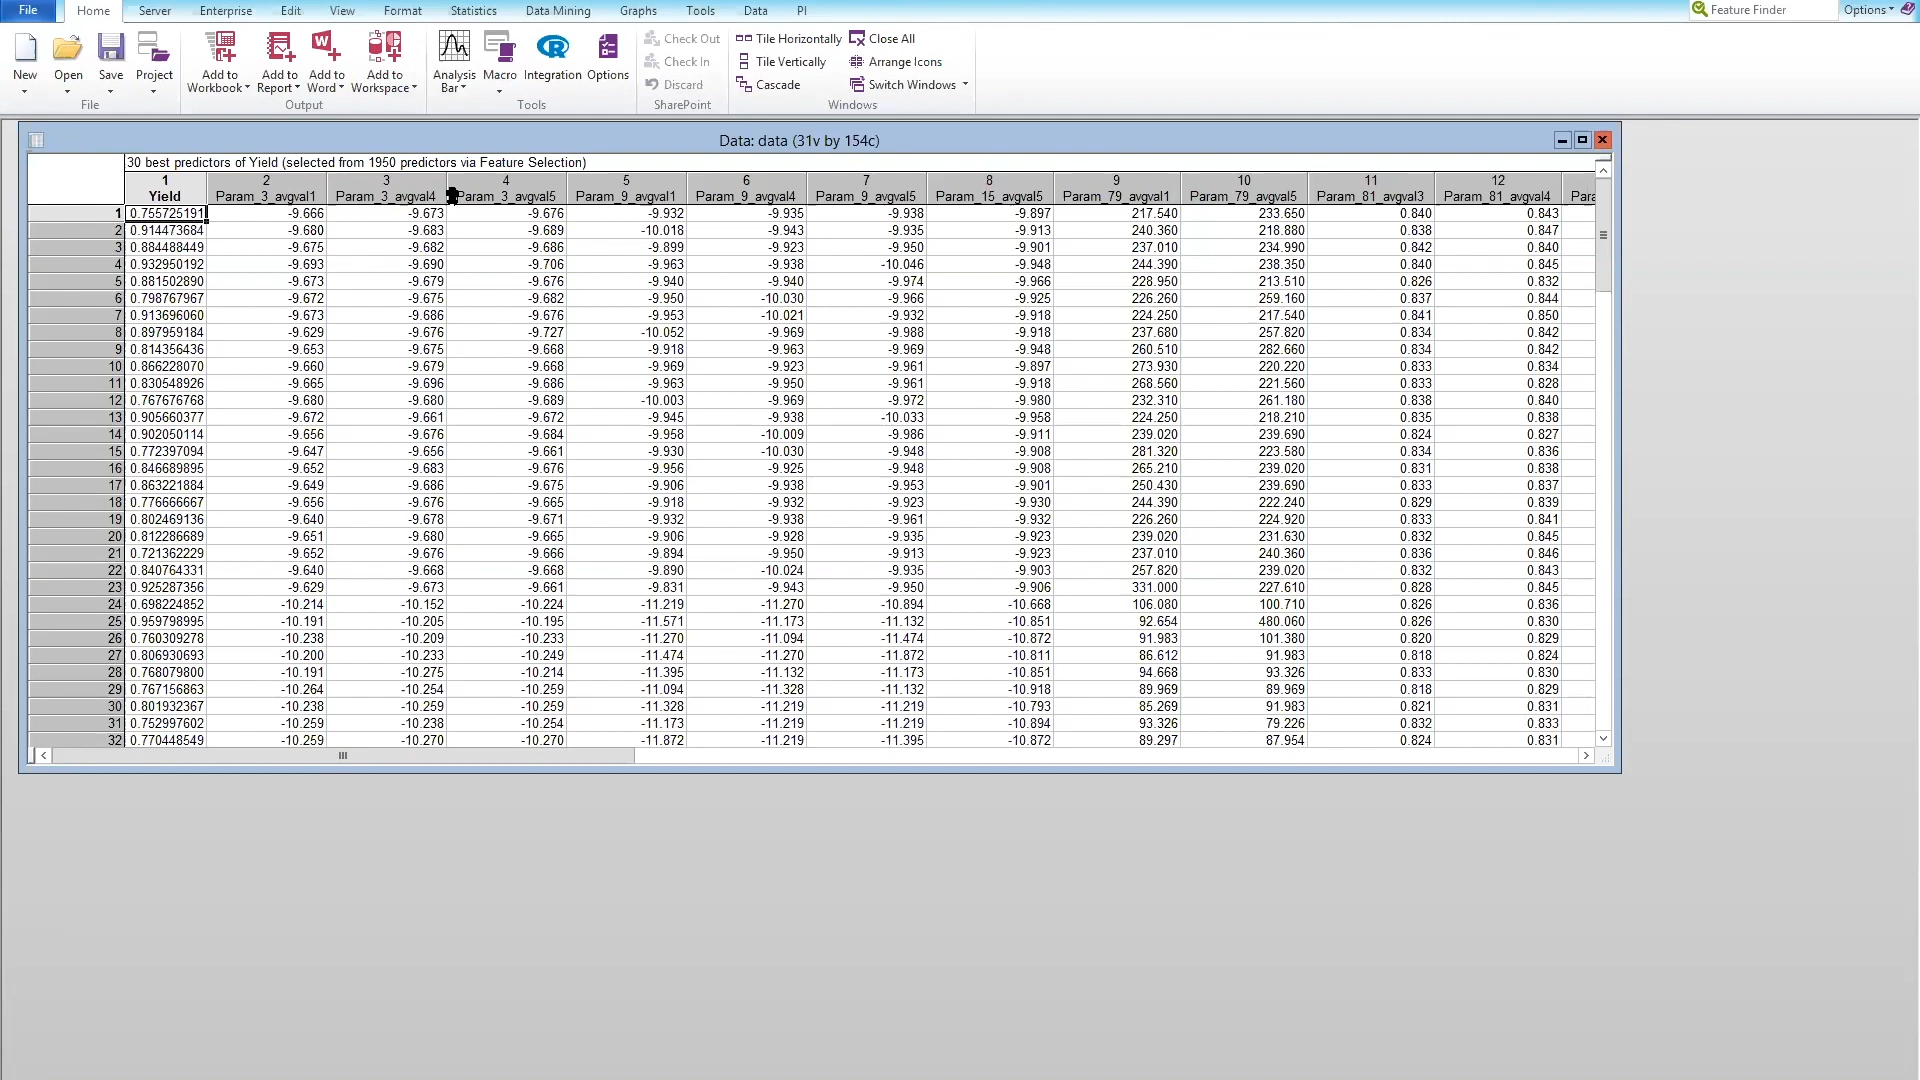 File Home Server Enterprise Edit View Format Statistics Data Mining Graphs Tools Data PI Feature Finder Options
New Open Save Project Add to Workbook Add to Report Add to Word Add to Workspace Analysis Bar Macro Integration Options Check Out Check In Discard Tile Horizontally Tile Vertically Cascade Close All Arrange Icons Switch Windows
File Output Tools SharePoint Windows
Data: data (31v by 154c)
30 best predictors of Yield (selected from 1950 predictors via Feature Selection)
1 2 3 4 5 6 7 8 9 10 11 12
Yield Param_3_avgval1 Param_3_avgval4 Param_3_avgval5 Param_9_avgval1 Param_9_avgval4 Param_9_avgval5 Param_15_avgval5 Param_79_avgval1 Param_79_avgval5 Param_81_avgval3 Param_81_avgval4 Para
1 0.755725191 -9.666 -9.673 -9.676 -9.932 -9.935 -9.938 -9.897 217.540 233.650 0.840 0.843
2 0.914473684 -9.680 -9.683 -9.689 -10.018 -9.943 -9.935 -9.913 240.360 218.880 0.838 0.847
3 0.884488449 -9.675 -9.682 -9.686 -9.899 -9.923 -9.950 -9.901 237.010 234.990 0.842 0.840
4 0.932950192 -9.693 -9.690 -9.706 -9.963 -9.938 -10.046 -9.948 244.390 238.350 0.840 0.845
5 0.881502890 -9.673 -9.679 -9.676 -9.940 -9.940 -9.974 -9.966 228.950 213.510 0.826 0.832
6 0.798767967 -9.672 -9.675 -9.682 -9.950 -10.030 -9.966 -9.925 226.260 259.160 0.837 0.844
7 0.913696060 -9.673 -9.686 -9.676 -9.953 -10.021 -9.932 -9.918 224.250 217.540 0.841 0.850
8 0.897959184 -9.629 -9.676 -9.727 -10.052 -9.969 -9.988 -9.918 237.680 257.820 0.834 0.842
9 0.814356436 -9.653 -9.675 -9.668 -9.918 -9.963 -9.969 -9.948 260.510 282.660 0.834 0.842
10 0.866228070 -9.660 -9.679 -9.668 -9.969 -9.923 -9.961 -9.897 273.930 220.220 0.833 0.834
11 0.830548926 -9.665 -9.696 -9.686 -9.963 -9.950 -9.961 -9.918 268.560 221.560 0.833 0.828
12 0.767676768 -9.680 -9.680 -9.689 -10.003 -9.969 -9.972 -9.980 232.310 261.180 0.838 0.840
13 0.905660377 -9.672 -9.661 -9.672 -9.945 -9.938 -10.033 -9.958 224.250 218.210 0.835 0.838
14 0.902050114 -9.656 -9.676 -9.684 -9.958 -10.009 -9.986 -9.911 239.020 239.690 0.824 0.827
15 0.772397094 -9.647 -9.656 -9.661 -9.930 -10.030 -9.948 -9.908 281.320 223.580 0.834 0.836
16 0.846689895 -9.652 -9.683 -9.676 -9.956 -9.925 -9.948 -9.908 265.210 239.020 0.831 0.838
17 0.863221884 -9.649 -9.686 -9.675 -9.906 -9.938 -9.953 -9.901 250.430 239.690 0.833 0.837
18 0.776666667 -9.656 -9.676 -9.665 -9.918 -9.932 -9.923 -9.930 244.390 222.240 0.829 0.839
19 0.802469136 -9.640 -9.678 -9.671 -9.932 -9.938 -9.961 -9.932 226.260 224.920 0.833 0.841
20 0.812286689 -9.651 -9.680 -9.665 -9.906 -9.928 -9.935 -9.923 239.020 231.630 0.832 0.845
21 0.721362229 -9.652 -9.676 -9.666 -9.894 -9.950 -9.913 -9.923 237.010 240.360 0.836 0.846
22 0.840764331 -9.640 -9.668 -9.668 -9.890 -10.024 -9.935 -9.903 257.820 239.020 0.832 0.843
23 0.925287356 -9.629 -9.673 -9.661 -9.831 -9.943 -9.950 -9.906 331.000 227.610 0.828 0.845
24 0.698224852 -10.214 -10.152 -10.224 -11.219 -11.270 -10.894 -10.668 106.080 100.710 0.826 0.836
25 0.959798995 -10.191 -10.205 -10.195 -11.571 -11.173 -11.132 -10.851 92.654 480.060 0.826 0.830
26 0.760309278 -10.238 -10.209 -10.233 -11.270 -11.094 -11.474 -10.872 91.983 101.380 0.820 0.829
27 0.806930693 -10.200 -10.233 -10.249 -11.474 -11.270 -11.872 -10.811 86.612 91.983 0.818 0.824
28 0.768079800 -10.191 -10.275 -10.214 -11.395 -11.132 -11.173 -10.851 94.668 93.326 0.833 0.830
29 0.767156863 -10.264 -10.254 -10.259 -11.094 -11.328 -11.132 -10.918 89.969 89.969 0.818 0.829
30 0.801932367 -10.238 -10.259 -10.259 -11.328 -11.219 -11.219 -10.793 85.269 91.983 0.821 0.831
31 0.752997602 -10.259 -10.238 -10.254 -11.173 -11.219 -11.219 -10.894 93.326 79.226 0.832 0.833
32 0.770448549 -10.259 -10.270 -10.270 -11.872 -11.219 -11.395 -10.872 89.297 87.954 0.824 0.831